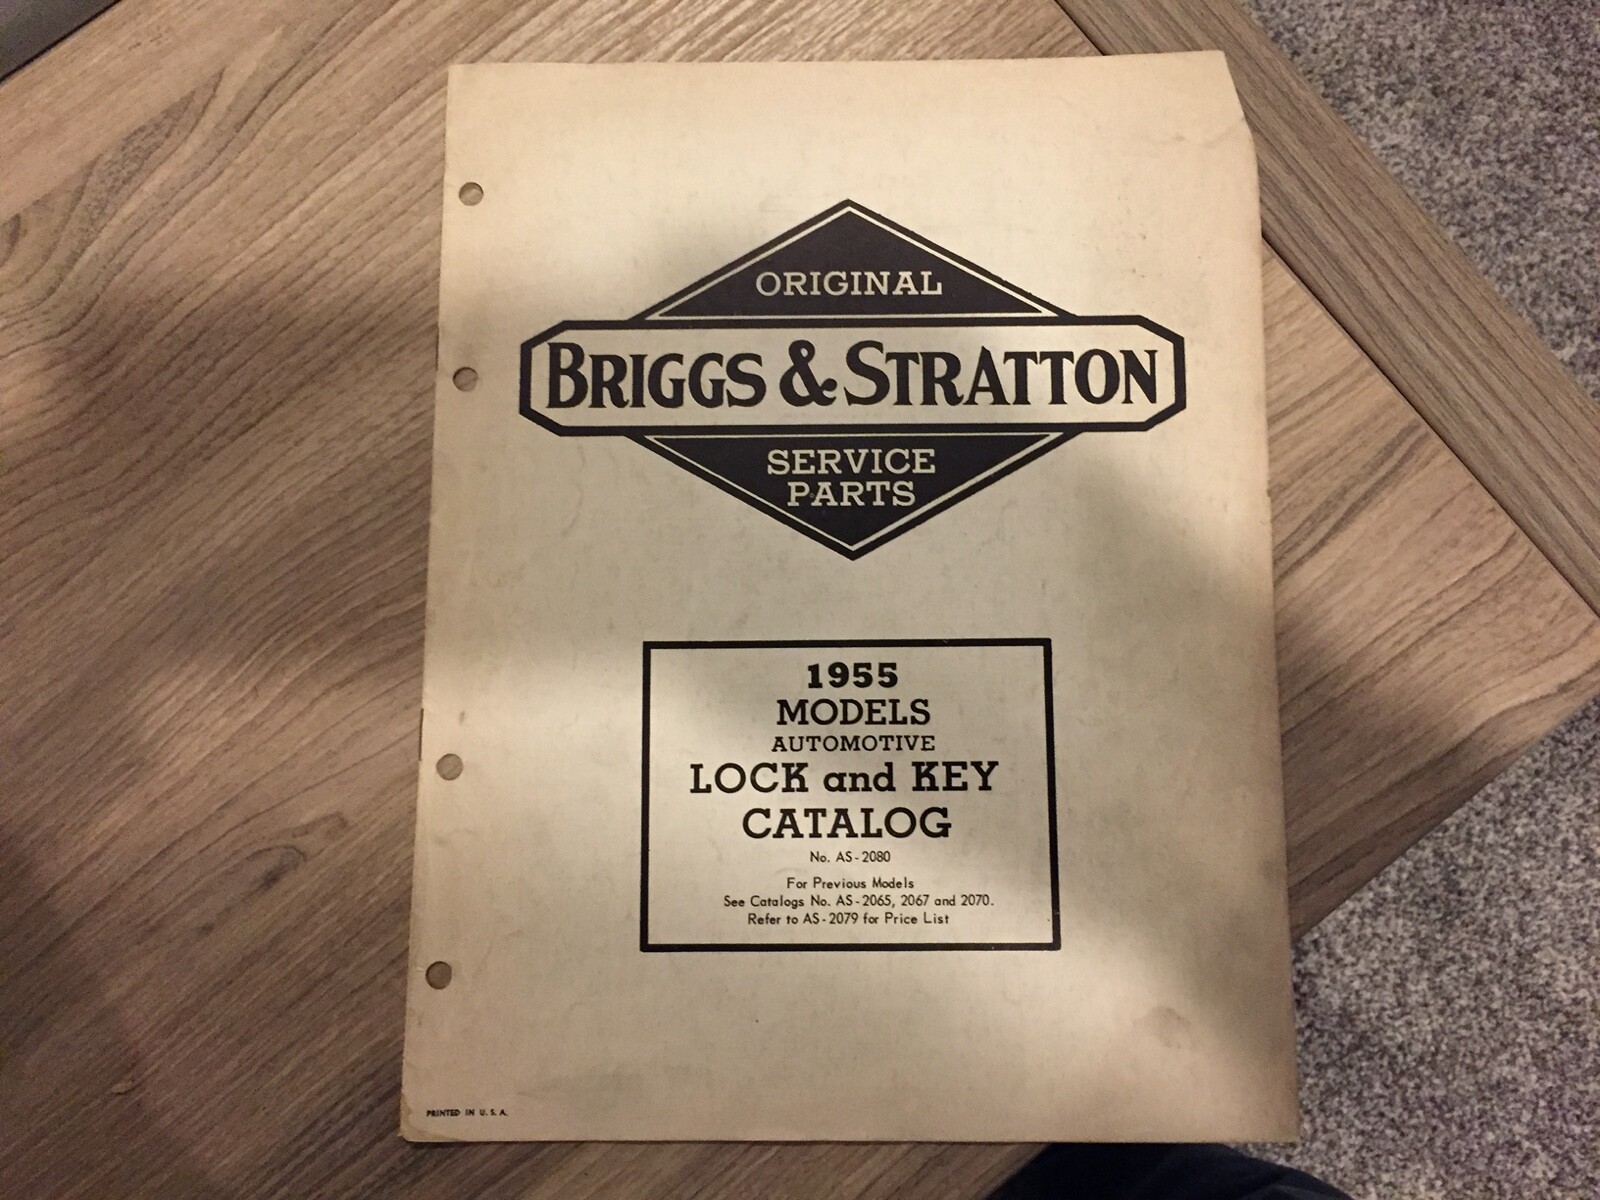 ORIGINAL
BRIGGS & STRATTON
SERVICE
PARTS
1955
MODELS
AUTOMOTIVE
LOCK and KEY
CATALOG
No. AS-2080
For Previous Models
See Catalogs No. AS-2065, 2067 and 2070.
Refer to AS-2079 for Price List
PRINTED IN U. S. A.